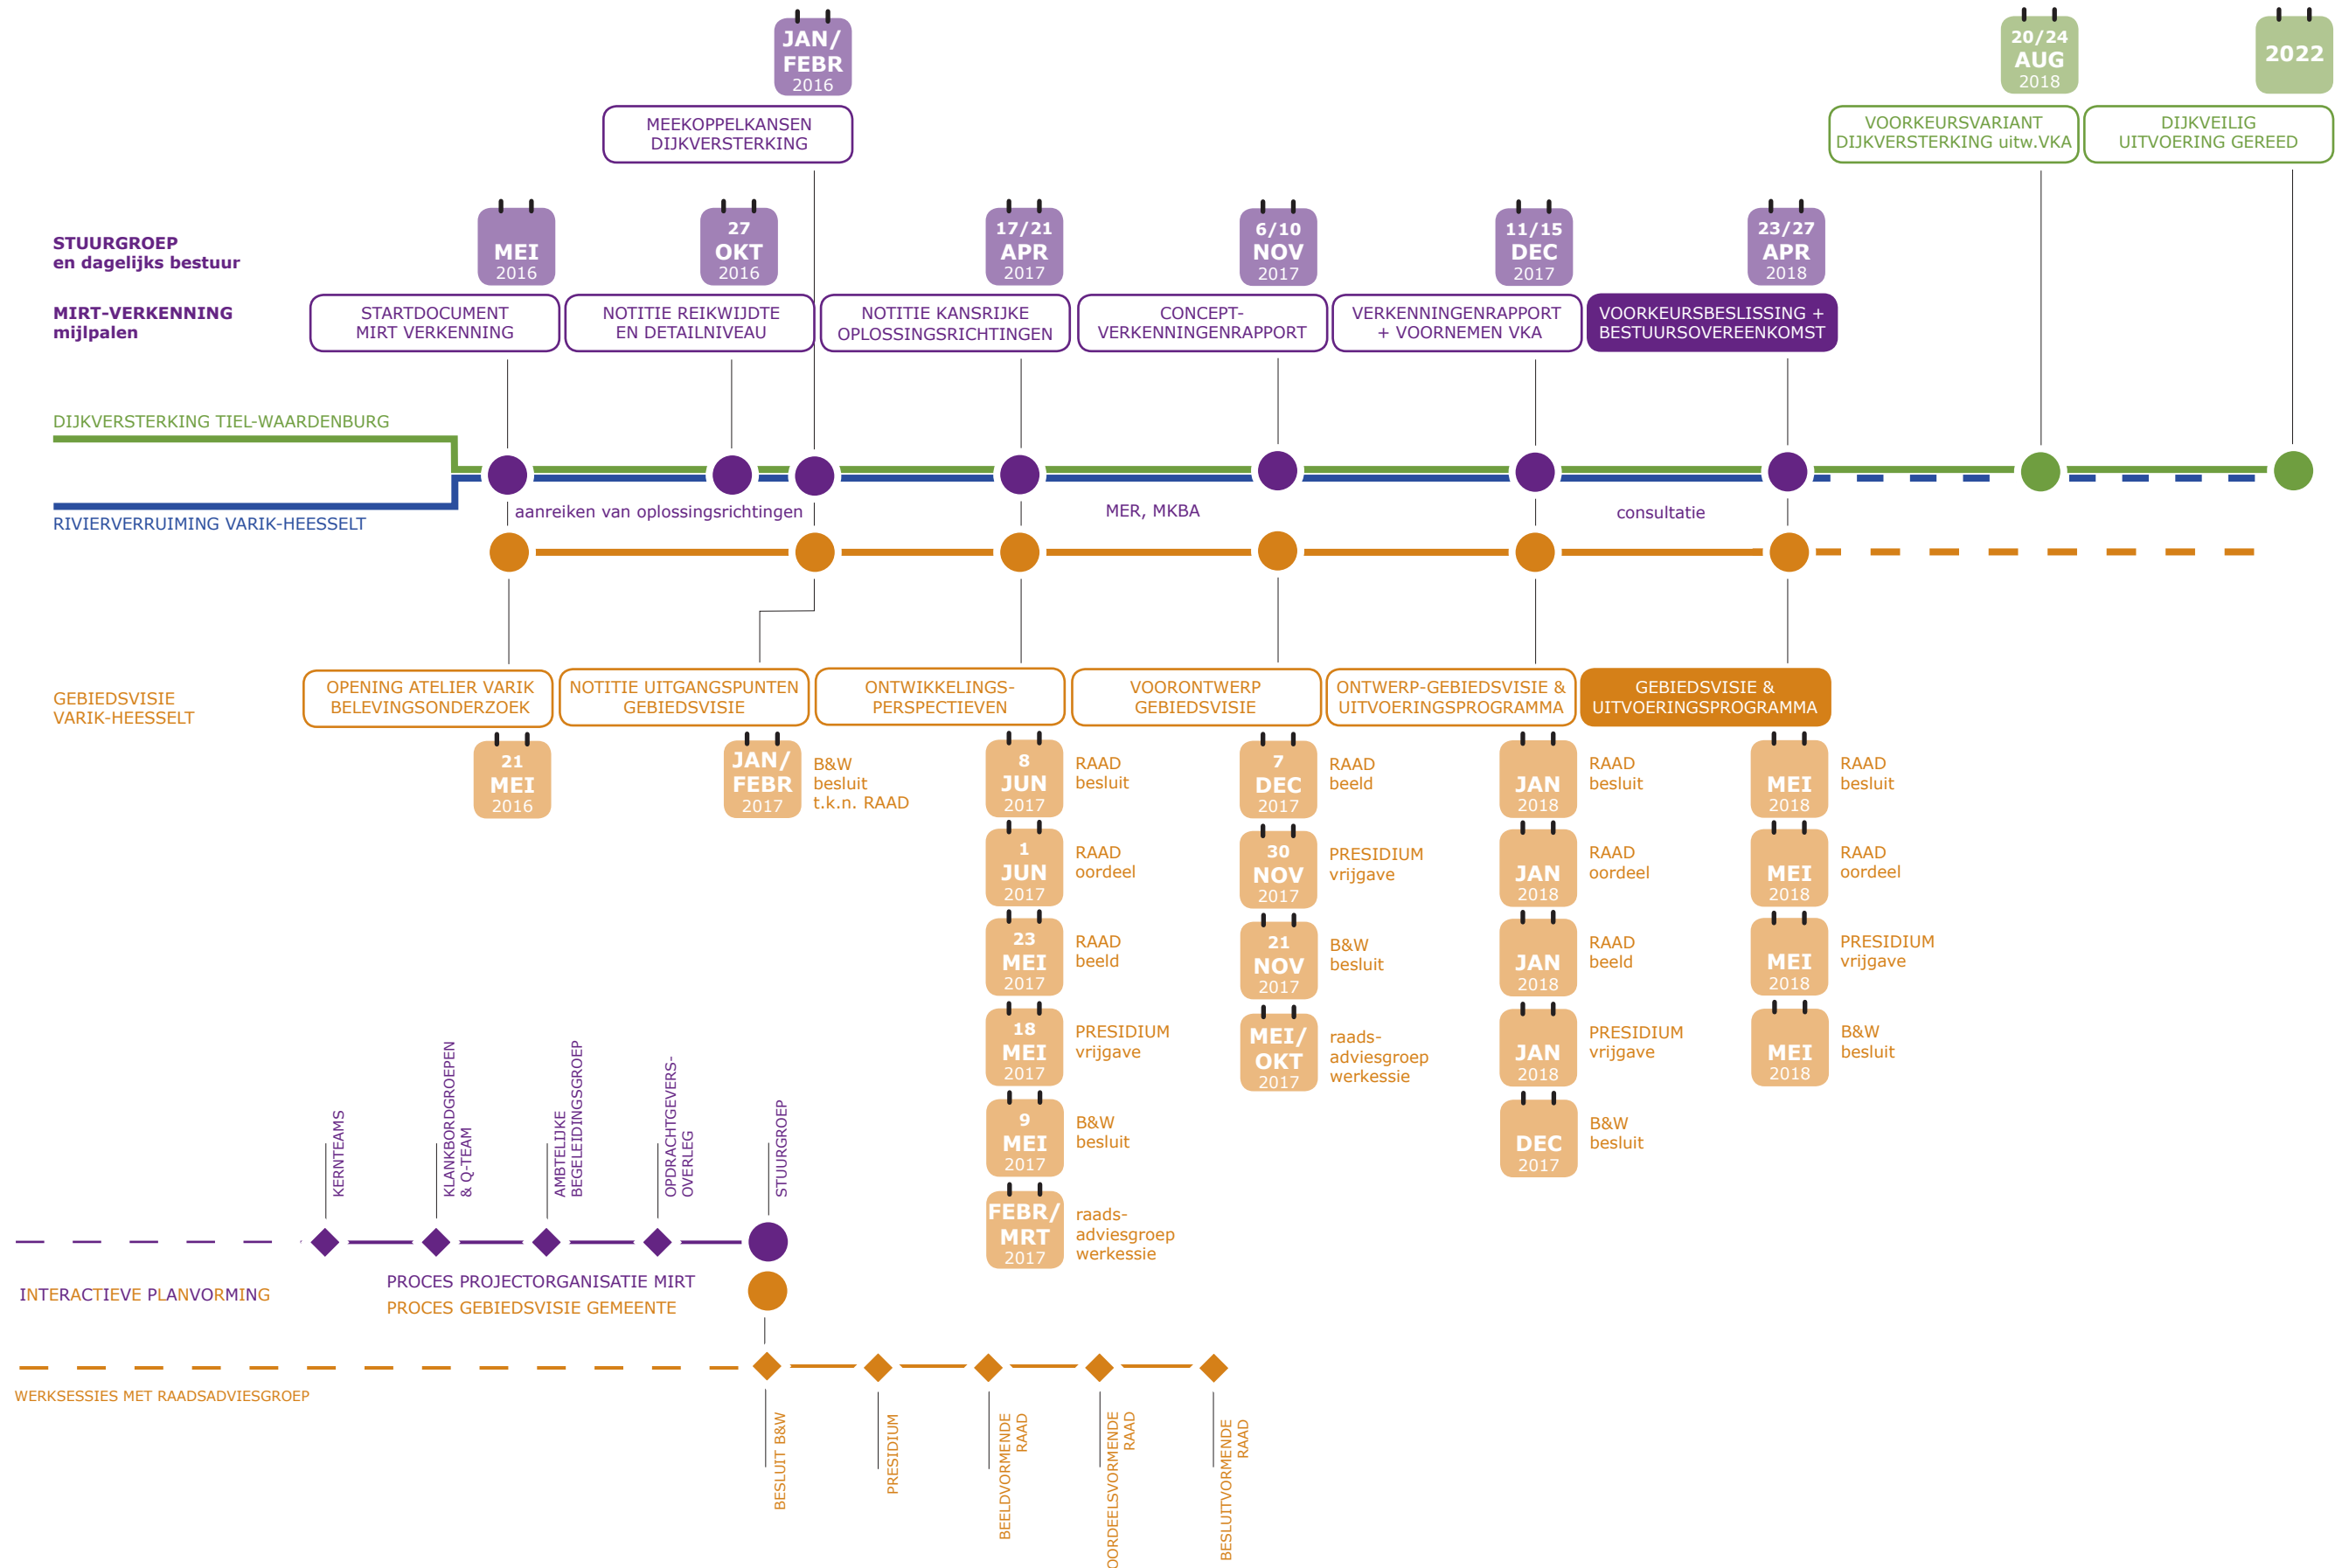 JAN/
FEBR
2016
20/24
AUG
2018
2022
MEEKOPPELKANSEN
DIJKVERSTERKING
VOORKEURSVARIANT
DIJKVERSTERKING uitw.VKA
DIJKVEILIG
UITVOERING GEREED
STUURGROEP
en dagelijks bestuur
MEI
2016
27
OKT
2016
17/21
APR
2017
6/10
NOV
2017
11/15
DEC
2017
23/27
APR
2018
MIRT-VERKENNING
mijlpalen
STARTDOCUMENT
MIRT VERKENNING
NOTITIE REIKWIJDTE
EN DETAILNIVEAU
NOTITIE KANSRIJKE
OPLOSSINGSRICHTINGEN
CONCEPT-
VERKENNINGENRAPPORT
VERKENNINGENRAPPORT
+ VOORNEMEN VKA
VOORKEURSBESLISSING +
BESTUURSOVEREENKOMST
DIJKVERSTERKING TIEL-WAARDENBURG
RIVIERVERRUIMING VARIK-HEESSELT
aanreiken van oplossingsrichtingen
MER, MKBA
consultatie
GEBIEDSVISIE
VARIK-HEESSELT
OPENING ATELIER VARIK
BELEVINGSONDERZOEK
NOTITIE UITGANGSPUNTEN
GEBIEDSVISIE
ONTWIKKELINGS-
PERSPECTIEVEN
VOORONTWERP
GEBIEDSVISIE
ONTWERP-GEBIEDSVISIE &
UITVOERINGSPROGRAMMA
GEBIEDSVISIE &
UITVOERINGSPROGRAMMA
21
MEI
2016
JAN/
FEBR
2017
B&W
besluit
t.k.n. RAAD
8
JUN
2017
RAAD
besluit
1
JUN
2017
RAAD
oordeel
23
MEI
2017
RAAD
beeld
18
MEI
2017
PRESIDIUM
vrijgave
9
MEI
2017
B&W
besluit
FEBR/
MRT
2017
raads-
adviesgroep
werkessie
7
DEC
2017
RAAD
beeld
30
NOV
2017
PRESIDIUM
vrijgave
21
NOV
2017
B&W
besluit
MEI/
OKT
2017
raads-
adviesgroep
werkessie
JAN
2018
RAAD
besluit
JAN
2018
RAAD
oordeel
JAN
2018
RAAD
beeld
JAN
2018
PRESIDIUM
vrijgave
DEC
2017
B&W
besluit
MEI
2018
RAAD
besluit
MEI
2018
RAAD
oordeel
MEI
2018
PRESIDIUM
vrijgave
MEI
2018
B&W
besluit
KERNTEAMS
KLANKBORDGROEPEN
& Q-TEAM
AMBTELIJKE
BEGELEIDINGSGROEP
OPDRACHTGEVERS-
OVERLEG
STUURGROEP
INTERACTIEVE PLANVORMING
PROCES PROJECTORGANISATIE MIRT
PROCES GEBIEDSVISIE GEMEENTE
WERKSESSIES MET RAADSADVIESGROEP
BESLUIT B&W
PRESIDIUM
BEELDVORMENDE
RAAD
OORDEELSVORMENDE
RAAD
BESLUITVORMENDE
RAAD